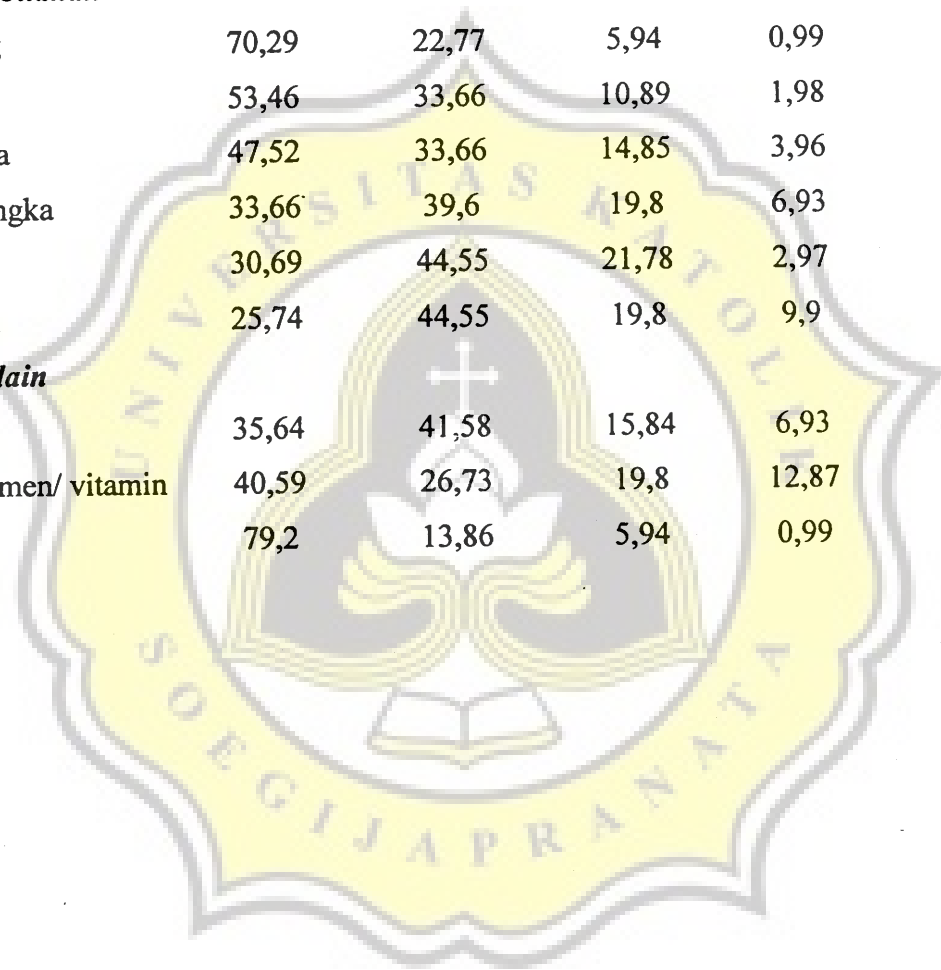 70,29 22,77 5,94 0,99
53,46 33,66 10,89 1,98
a 47,52 33,66 14,85 3,96
ngka 33,66 39,6 19,8 6,93
30,69 44,55 21,78 2,97
25,74 44,55 19,8 9,9
lain
35,64 41,58 15,84 6,93
men/ vitamin 40,59 26,73 19,8 12,87
79,2 13,86 5,94 0,99
UNIVERSITAS KATOLIK
SOEGIJAPRANATA